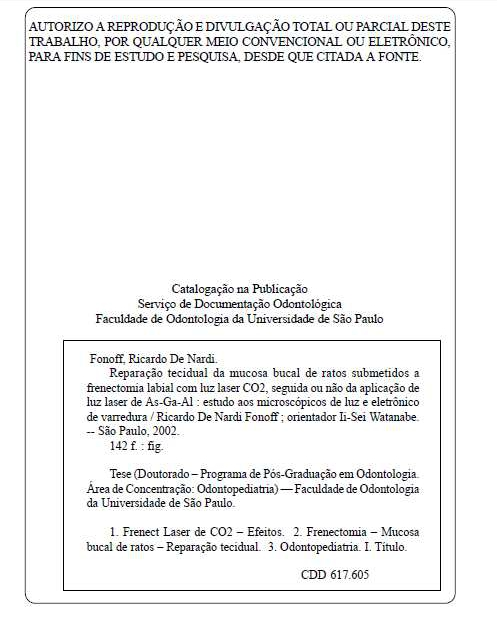 AUTORIZO A REPRODUÇÃO E DIVULGAÇÃO TOTAL OU PARCIAL DESTE
TRABALHO, POR QUALQUER MEIO CONVENCIONAL OU ELETRÔNICO,
PARA FINS DE ESTUDO E PESQUISA, DESDE QUE CITADA A FONTE.
Catalogação na Publicação
Serviço de Documentação Odontológica
Faculdade de Odontologia da Universidade de São Paulo
Fonoff, Ricardo De Nardi.
Reparação tecidual da mucosa bucal de ratos submetidos a
frenectomia labial com luz laser CO2, seguida ou não da aplicação de
luz laser de As-Ga-Al : estudo aos microscópicos de luz e eletrônico
de varredura / Ricardo De Nardi Fonoff ; orientador Ii-Sei Watanabe.
-- São Paulo, 2002.
142 f. : fig.
Tese (Doutorado – Programa de Pós-Graduação em Odontologia.
Área de Concentração: Odontopediatria) — Faculdade de Odontologia
da Universidade de São Paulo.
1. Frenect Laser de CO2 – Efeitos. 2. Frenectomia – Mucosa
bucal de ratos – Reparação tecidual. 3. Odontopediatria. I. Título.
CDD 617.605